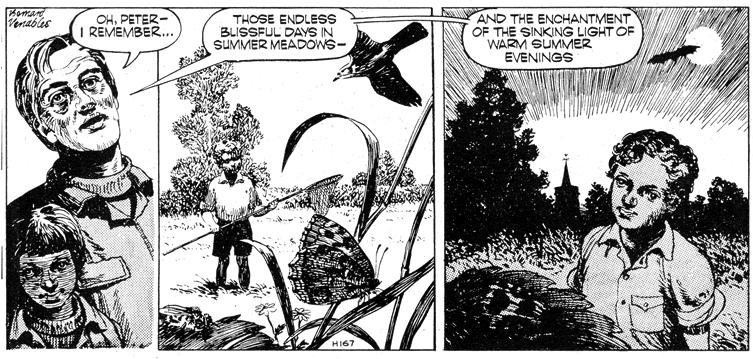 Bernard
Venables
OH, PETER-
I REMEMBER...
THOSE ENDLESS
BLISSFUL DAYS IN
SUMMER MEADOWS-
AND THE ENCHANTMENT
OF THE SINKING LIGHT OF
WARM SUMMER
EVENINGS
H167